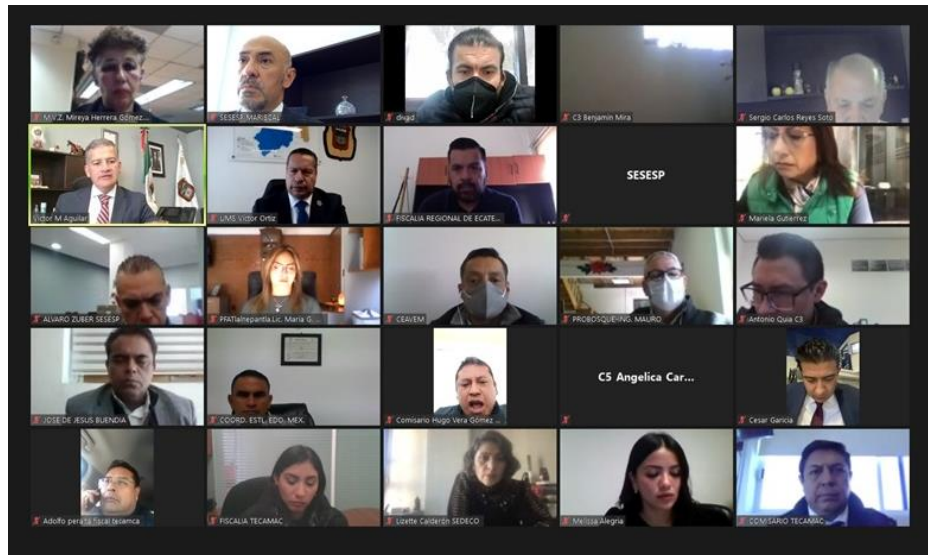 M.V.Z. Mireya Herrera Gómez...
SESESP MARISCAL
divgid
C3 Benjamin Mira
Sergio Carlos Reyes Soto
Victor M Aguilar
UMS Victor Ortiz
FISCALIA REGIONAL DE ECATE...
SESESP
Mariela Gutierrez
ALVARO ZUBER SESESP
PFATlalnepantla.Lic. María G. ...
CEAVEM
PROBOSQUE-ING. MAURO
Antonio Quia C3
JOSE DE JESUS BUENDIA
COORD. ESTL. EDO. MEX.
Comisario Hugo Vera Gómez ...
C5 Angelica Car...
Cesar Garicia
Adolfo peralta fiscal tecamca
FISCALIA TECAMAC
Lizette Calderón SEDECO
Melissa Alegria
COMISARIO TECAMAC